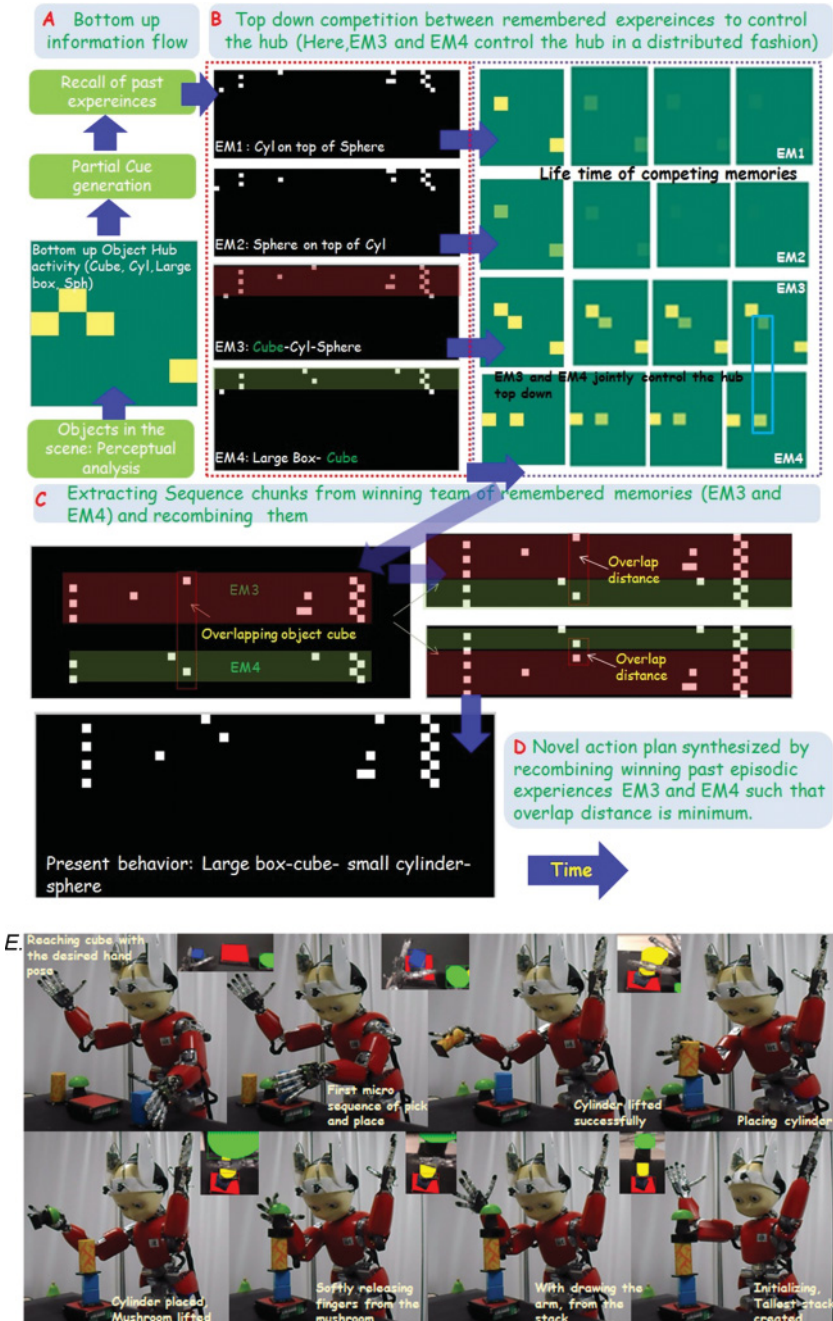 A Bottom up
information flow
B Top down competition between remembered expereinces to control
the hub (Here,EM3 and EM4 control the hub in a distributed fashion)
Recall of past
expereinces
Partial Cue
generation
Bottom up Object Hub
activity (Cube, Cyl,Large
box, Sph)
Objects in
the scene: Perceptual
analysis
EM1 : Cyl on top of Sphere
EM2: Sphere on top of Cyl
EM3: Cube-Cyl-Sphere
EM4: Large Box- Cube
EM1
Life time of competing memories
EM2
EM3
EM3 and EM4 jointly control the hub
top down
EM4
C Extracting Sequence chunks from winning team of remembered memories (EM3 and
EM4) and recombining them
EM3
Overlapping object cube
EM4
Overlap
distance
Overlap
distance
Present behavior: Large box-cube- small cylinder-
sphere
D Novel action plan synthesized by
recombining winning past episodic
experiences EM3 and EM4 such that
overlap distance is minimum.
Time
E.
Reaching cube with
the desired hand
pose
First micro
sequence of pick
and place
Cylinder lifted
successfully
Placing cylinder
Cylinder placed,
Mushroom lifted
Softly releasing
fingers from the
mushroom
With drawing the
arm, from the
stack
Initializing,
Tallest stack
created